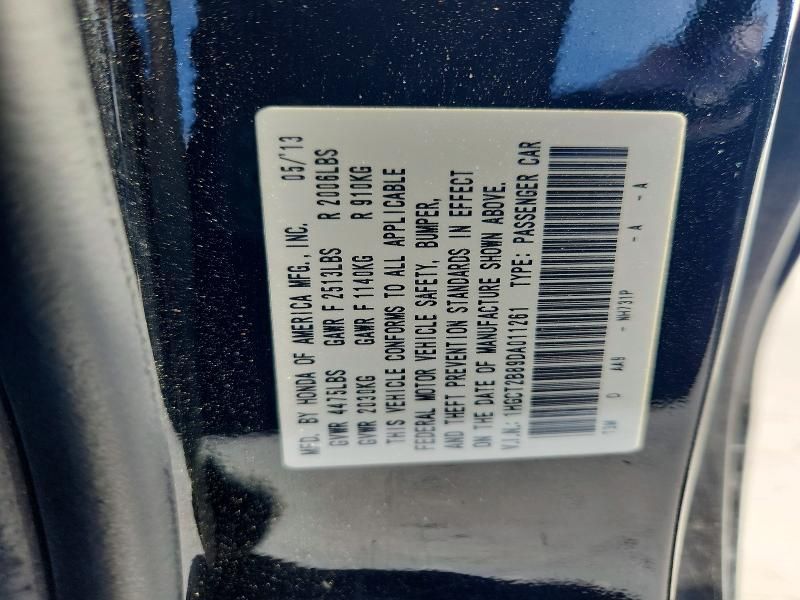 MFD. BY HONDA OF AMERICA MFG., INC. 05/'13
GVWR 4475LBS GAWR F 2513LBS R 2006LBS
GVWR 2030KG GAWR F 1140KG R 910KG
THIS VEHICLE CONFORMS TO ALL APPLICABLE
FEDERAL MOTOR VEHICLE SAFETY, BUMPER,
AND THEFT PREVENTION STANDARDS IN EFFECT
ON THE DATE OF MANUFACTURE SHOWN ABOVE.
V.I.N.: 1HGCT2B89DA011261 TYPE: PASSENGER CAR
D NH731P -A -A